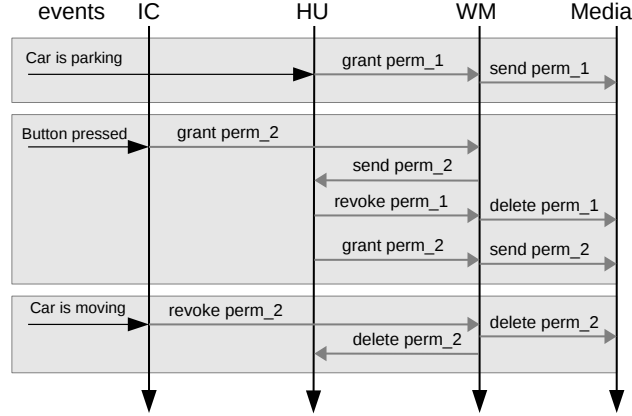 events IC HU WM Media
Car is parking
grant perm_1
send perm_1
Button pressed
grant perm_2
send perm_2
revoke perm_1
delete perm_1
grant perm_2
send perm_2
Car is moving
revoke perm_2
delete perm_2
delete perm_2